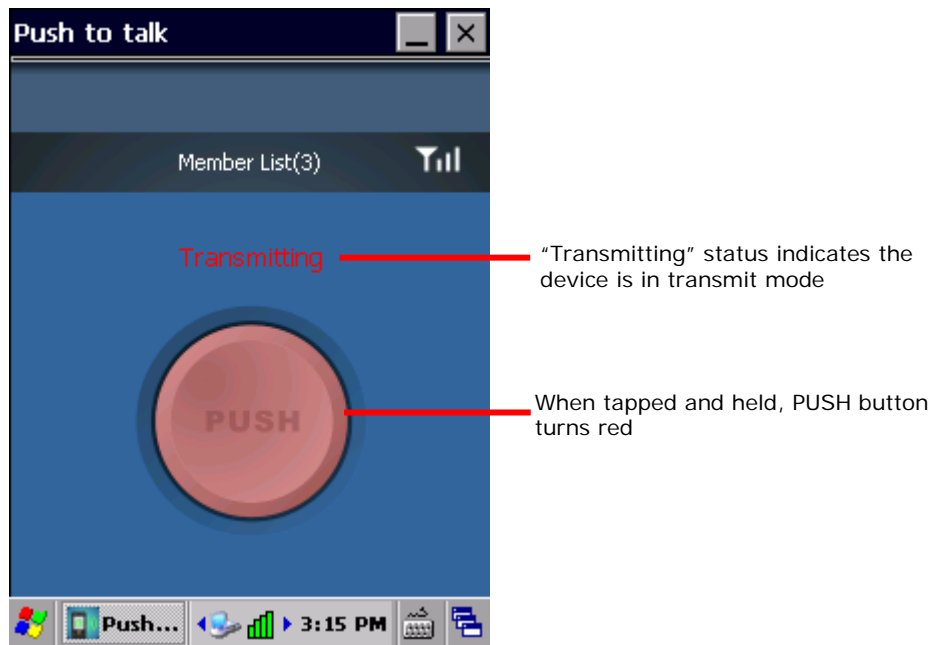 Push to talk
Member List(3)
Transmitting
“Transmitting” status indicates the
device is in transmit mode
PUSH
When tapped and held, PUSH button
turns red
Push...
3:15 PM